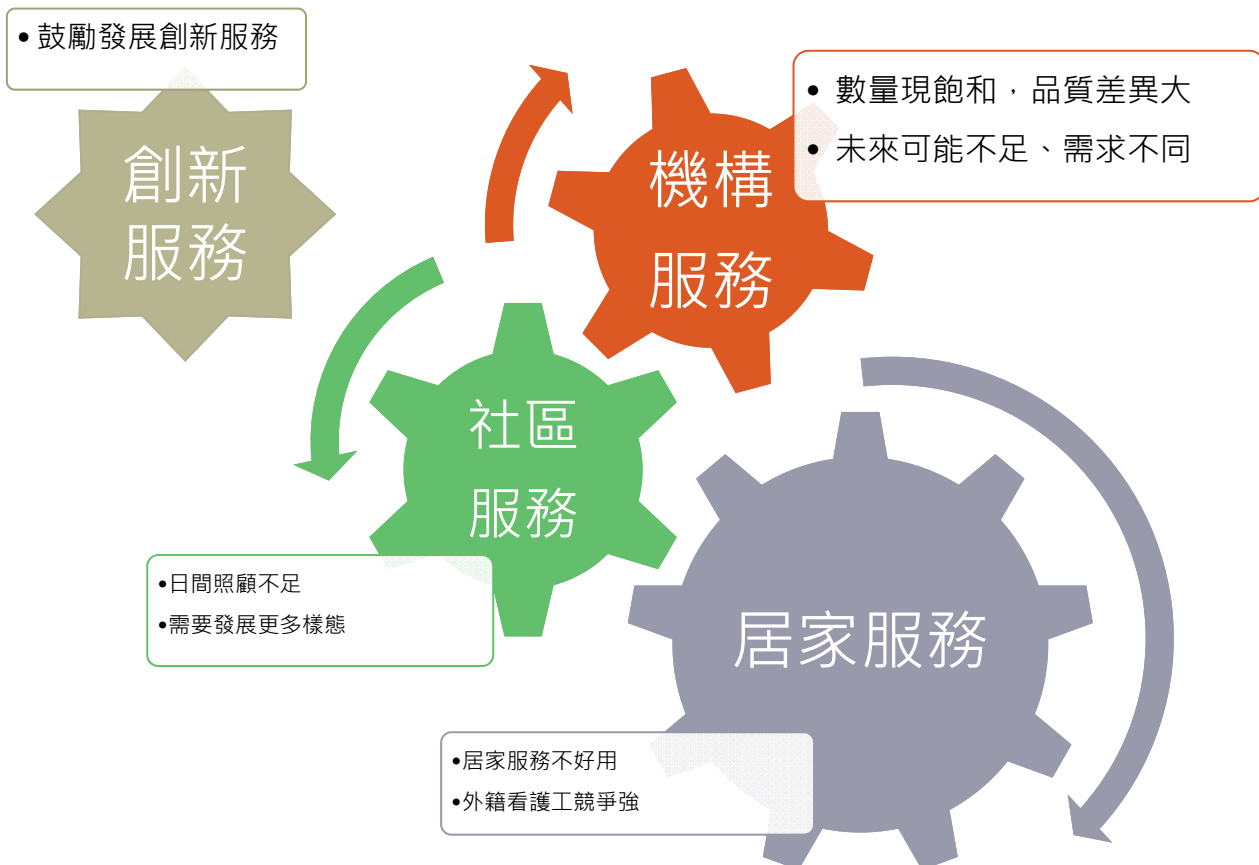 • 鼓勵發展創新服務
創新
服務
機構
服務
• 數量現飽和，品質差異大
• 未來可能不足、需求不同
社區
服務
•日間照顧不足
•需要發展更多樣態
居家服務
•居家服務不好用
•外籍看護工競爭強